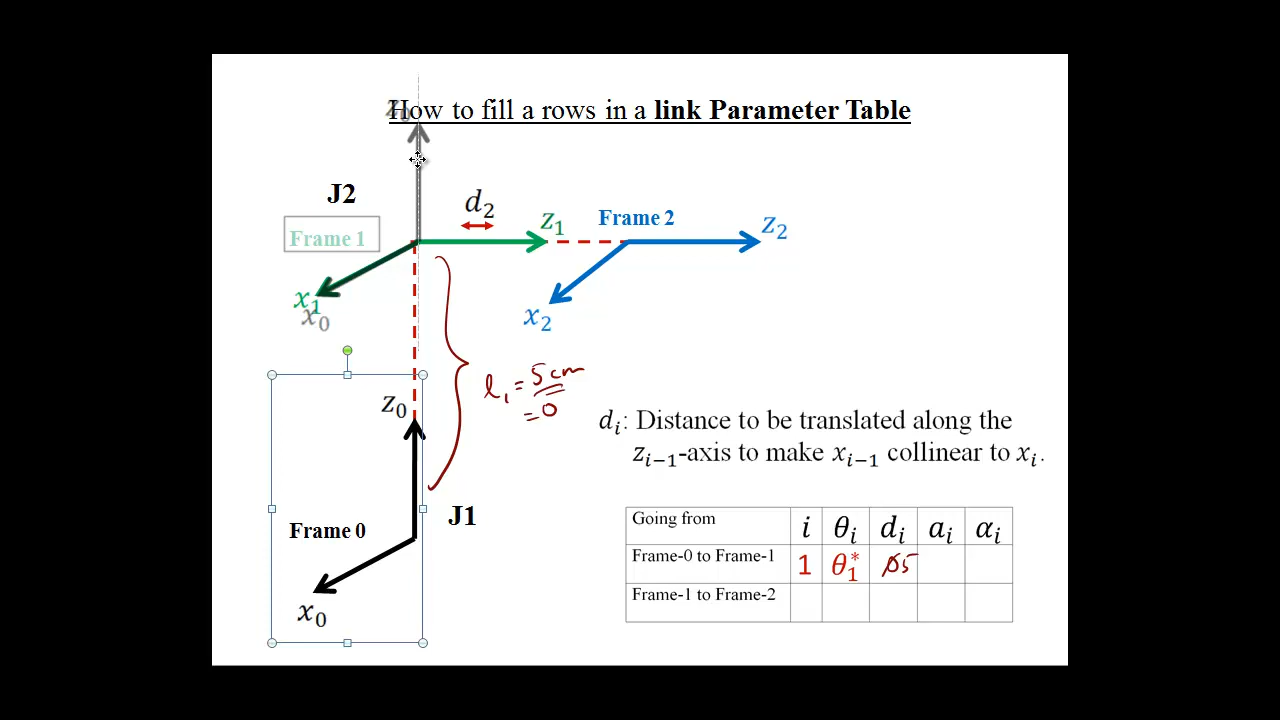 How to fill a rows in a link Parameter Table
z₀
J2
d₂
z₁
Frame 2
z₂
Frame 1
x₁
x₀
x₂
l₁ = 5cm
= 0
z₀
dᵢ: Distance to be translated along the
zᵢ₋₁-axis to make xᵢ₋₁ collinear to xᵢ.
Frame 0
J1
x₀
Going from i θᵢ dᵢ aᵢ αᵢ
Frame-0 to Frame-1 1 θ₁* 05
Frame-1 to Frame-2